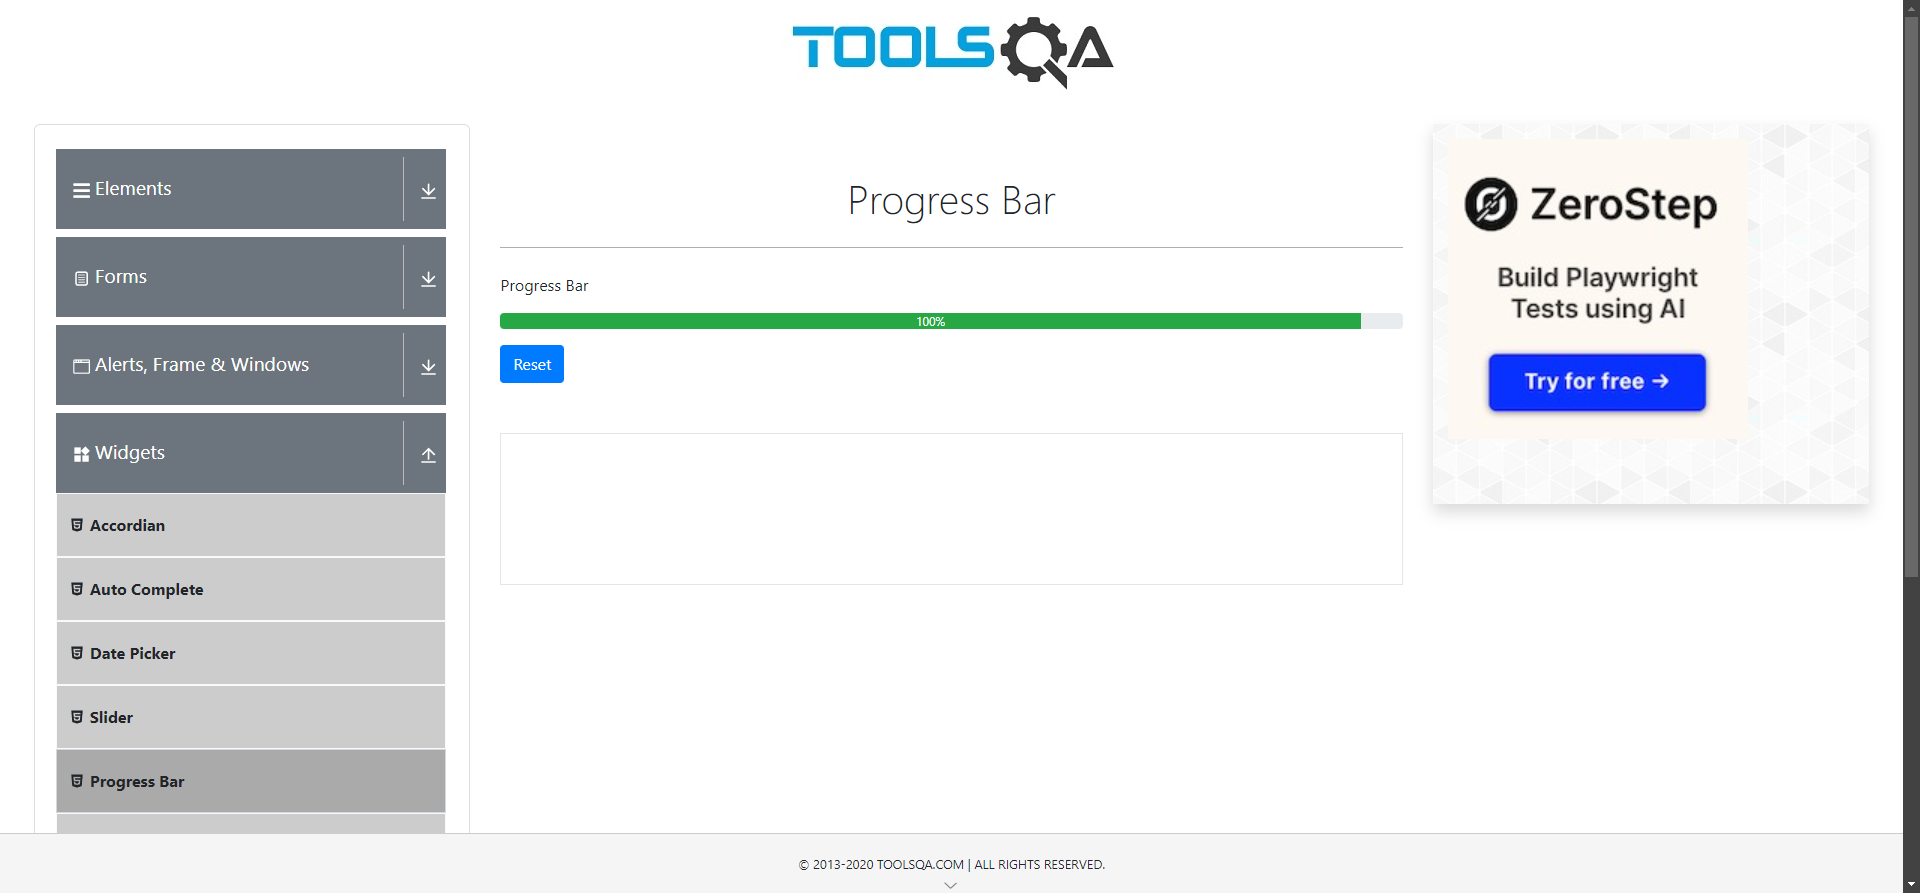 TOOLSQA
Elements
Forms
Alerts, Frame & Windows
Widgets
Accordian
Auto Complete
Date Picker
Slider
Progress Bar
Progress Bar
Progress Bar
100%
Reset
ZeroStep
Build Playwright
Tests using AI
Try for free →
© 2013-2020 TOOLSQA.COM | ALL RIGHTS RESERVED.